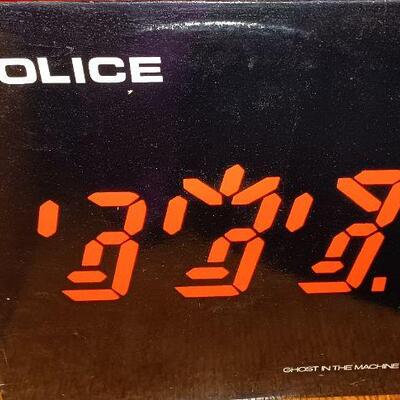 OLICE
GHOST IN THE MACHINE